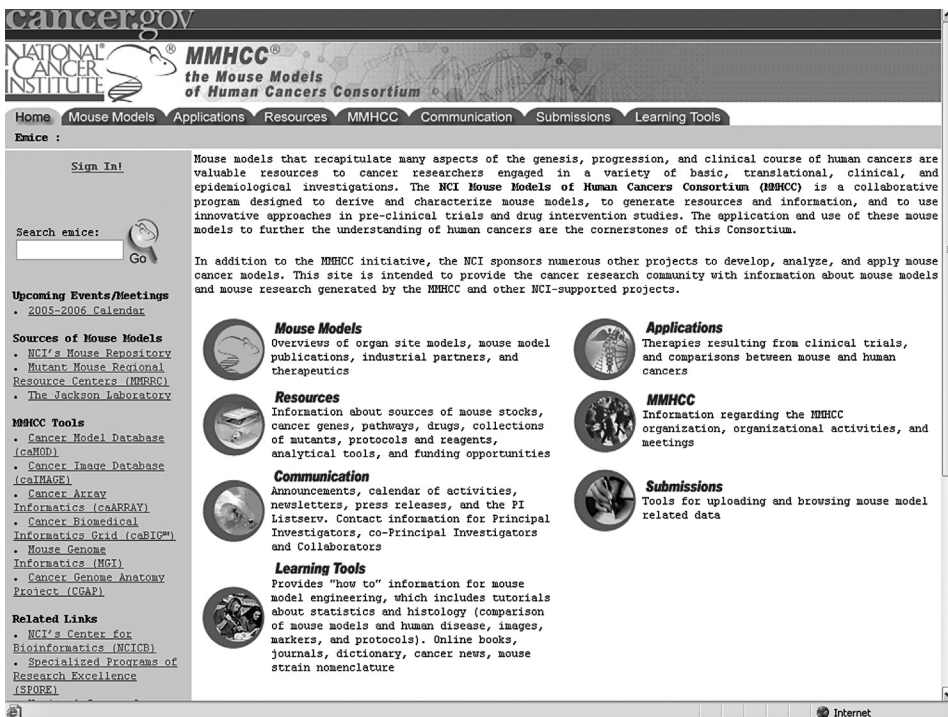 cancer.gov
NATIONAL®
CANCER
INSTITUTE
®
MMHCC®
the Mouse Models
of Human Cancers Consortium
Home Mouse Models Applications Resources MMHCC Communication Submissions Learning Tools
Emice :
Sign In!
Search emice:
Go
Upcoming Events/Meetings
• 2005-2006 Calendar
Sources of Mouse Models
• NCI's Mouse Repository
• Mutant Mouse Regional
Resource Centers (MMRRC)
• The Jackson Laboratory
MMHCC Tools
• Cancer Model Database
(caMOD)
• Cancer Image Database
(caIMAGE)
• Cancer Array
Informatics (caARRAY)
• Cancer Biomedical
Informatics Grid (caBIG℠)
• Mouse Genome
Informatics (MGI)
• Cancer Genome Anatomy
Project (CGAP)
Related Links
• NCI's Center for
Bioinformatics (NCICB)
• Specialized Programs of
Research Excellence
(SPORE)
Mouse models that recapitulate many aspects of the genesis, progression, and clinical course of human cancers are
valuable resources to cancer researchers engaged in a variety of basic, translational, clinical, and
epidemiological investigations. The NCI Mouse Models of Human Cancers Consortium (MMHCC) is a collaborative
program designed to derive and characterize mouse models, to generate resources and information, and to use
innovative approaches in pre-clinical trials and drug intervention studies. The application and use of these mouse
models to further the understanding of human cancers are the cornerstones of this Consortium.
In addition to the MMHCC initiative, the NCI sponsors numerous other projects to develop, analyze, and apply mouse
cancer models. This site is intended to provide the cancer research community with information about mouse models
and mouse research generated by the MMHCC and other NCI-supported projects.
Mouse Models
Overviews of organ site models, mouse model
publications, industrial partners, and
therapeutics
Applications
Therapies resulting from clinical trials,
and comparisons between mouse and human
cancers
Resources
Information about sources of mouse stocks,
cancer genes, pathways, drugs, collections
of mutants, protocols and reagents,
analytical tools, and funding opportunities
MMHCC
Information regarding the MMHCC
organization, organizational activities, and
meetings
Communication
Announcements, calendar of activities,
newsletters, press releases, and the PI
Listserv. Contact information for Principal
Investigators, co-Principal Investigators
and Collaborators
Submissions
Tools for uploading and browsing mouse model
related data
Learning Tools
Provides "how to" information for mouse
model engineering, which includes tutorials
about statistics and histology (comparison
of mouse models and human disease, images,
markers, and protocols). Online books,
journals, dictionary, cancer news, mouse
strain nomenclature
Internet